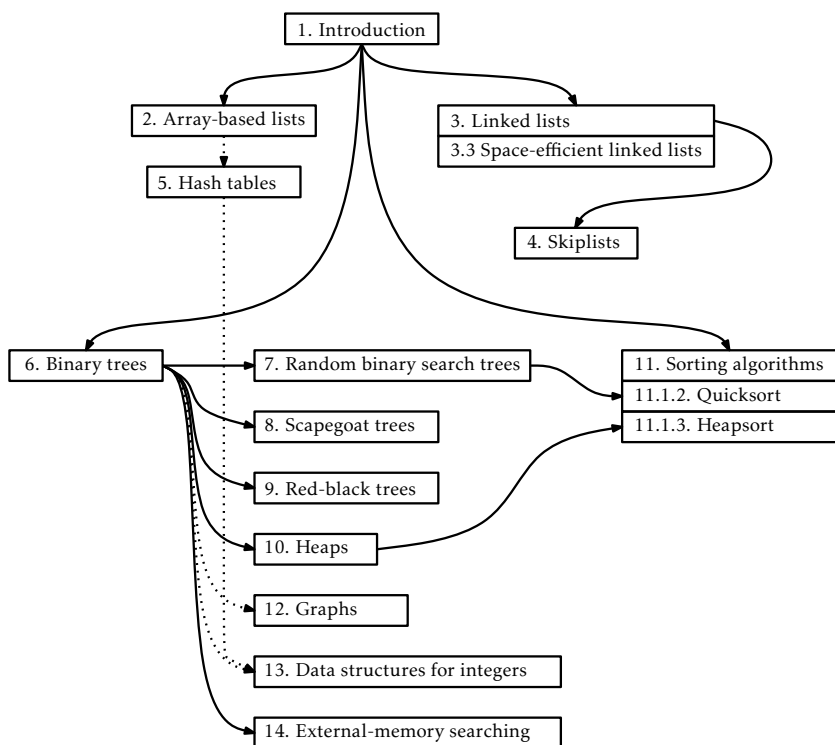 1. Introduction
2. Array-based lists
3. Linked lists
3.3 Space-efficient linked lists
5. Hash tables
4. Skiplists
6. Binary trees
7. Random binary search trees
11. Sorting algorithms
11.1.2. Quicksort
11.1.3. Heapsort
8. Scapegoat trees
9. Red-black trees
10. Heaps
12. Graphs
13. Data structures for integers
14. External-memory searching